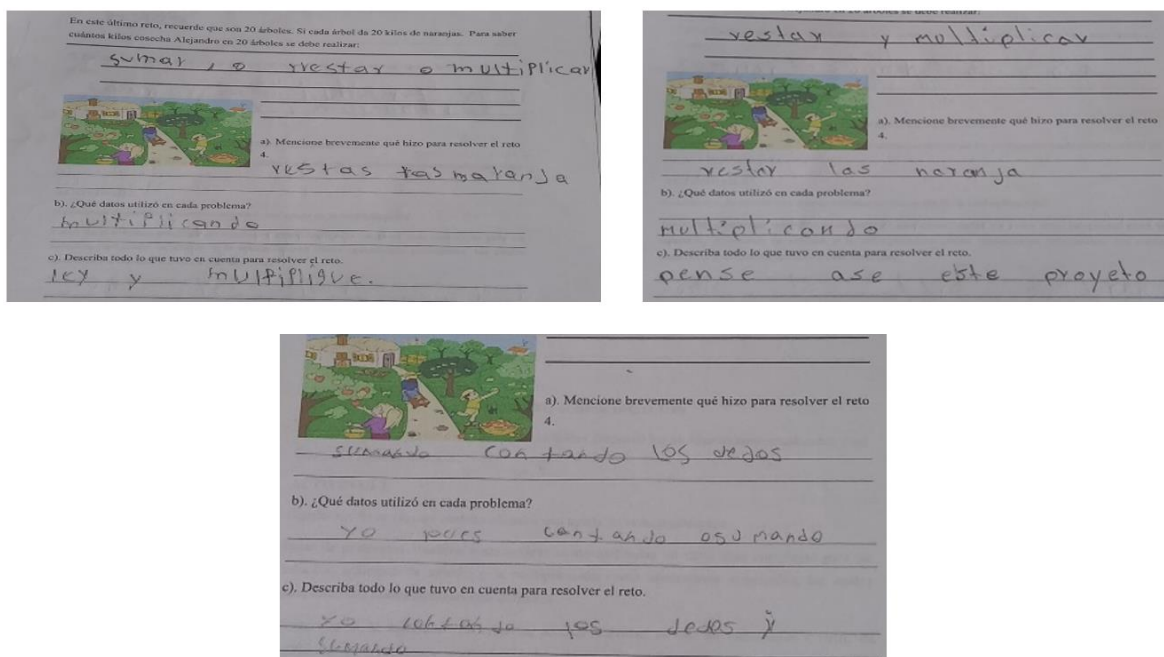 En este último reto, recuerde que son 20 árboles. Si cada árbol da 20 kilos de naranjas. Para saber
cuántos kilos cosecha Alejandro en 20 árboles se debe realizar:
sumar, o rrestar o multiplicar
a). Mencione brevemente qué hizo para resolver el reto
4.
restas las naranja
b). ¿Qué datos utilizó en cada problema?
multiplicando
c). Describa todo lo que tuvo en cuenta para resolver el reto.
ley y multipligue.
restar y multiplicar
a). Mencione brevemente qué hizo para resolver el reto
4.
restar las naranja
b). ¿Qué datos utilizó en cada problema?
multiplicando
c). Describa todo lo que tuvo en cuenta para resolver el reto.
pense ase este proyeto
a). Mencione brevemente qué hizo para resolver el reto
4.
sumando contando los dedos
b). ¿Qué datos utilizó en cada problema?
yo pues contando osumando
c). Describa todo lo que tuvo en cuenta para resolver el reto.
yo contando los dedos y
sumando